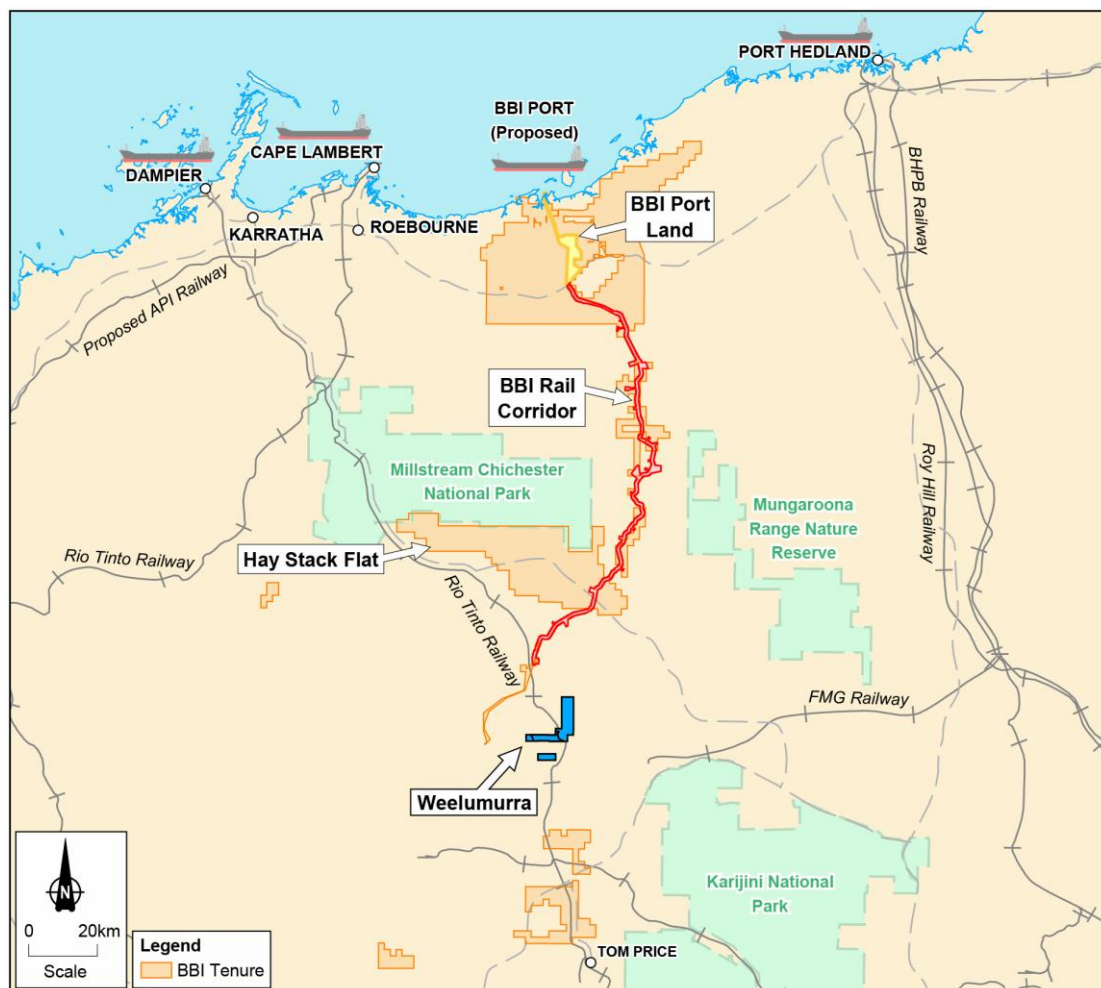 PORT HEDLAND
BBI PORT
(Proposed)
CAPE LAMBERT
DAMPIER
KARRATHA
ROEBOURNE
BBI Port
Land
BHPB Railway
Proposed API Railway
BBI Rail
Corridor
Millstream Chichester
National Park
Mungaroona
Range Nature
Reserve
Roy Hill Railway
Hay Stack Flat
Rio Tinto Railway
Rio Tinto Railway
FMG Railway
Weelumurra
Karijini National
Park
TOM PRICE
N
0 20km
Scale
Legend
BBI Tenure